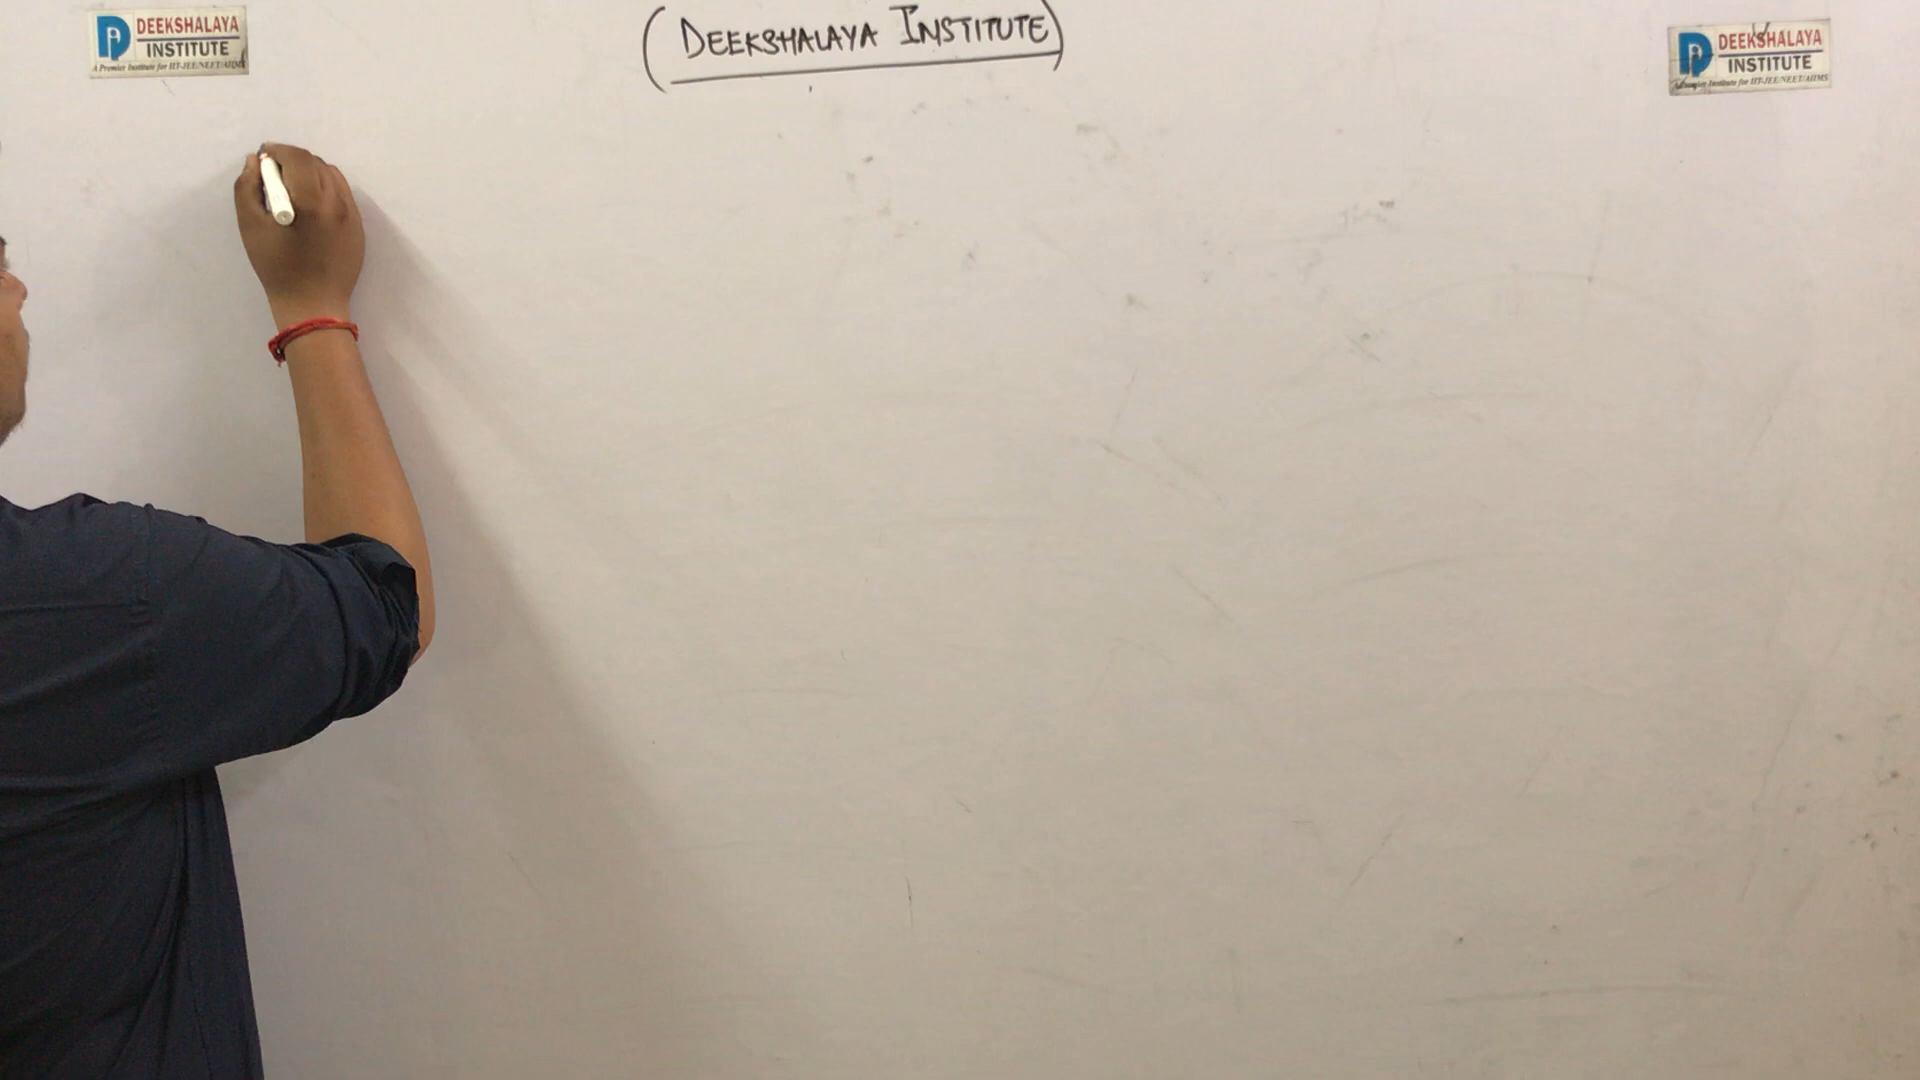 DEEKSHALAYA
INSTITUTE
A Premier Institute for IIT-JEE/NEET/AIIMS
(DEEKSHALAYA INSTITUTE)
DEEKSHALAYA
INSTITUTE
A Premier Institute for IIT-JEE/NEET/AIIMS